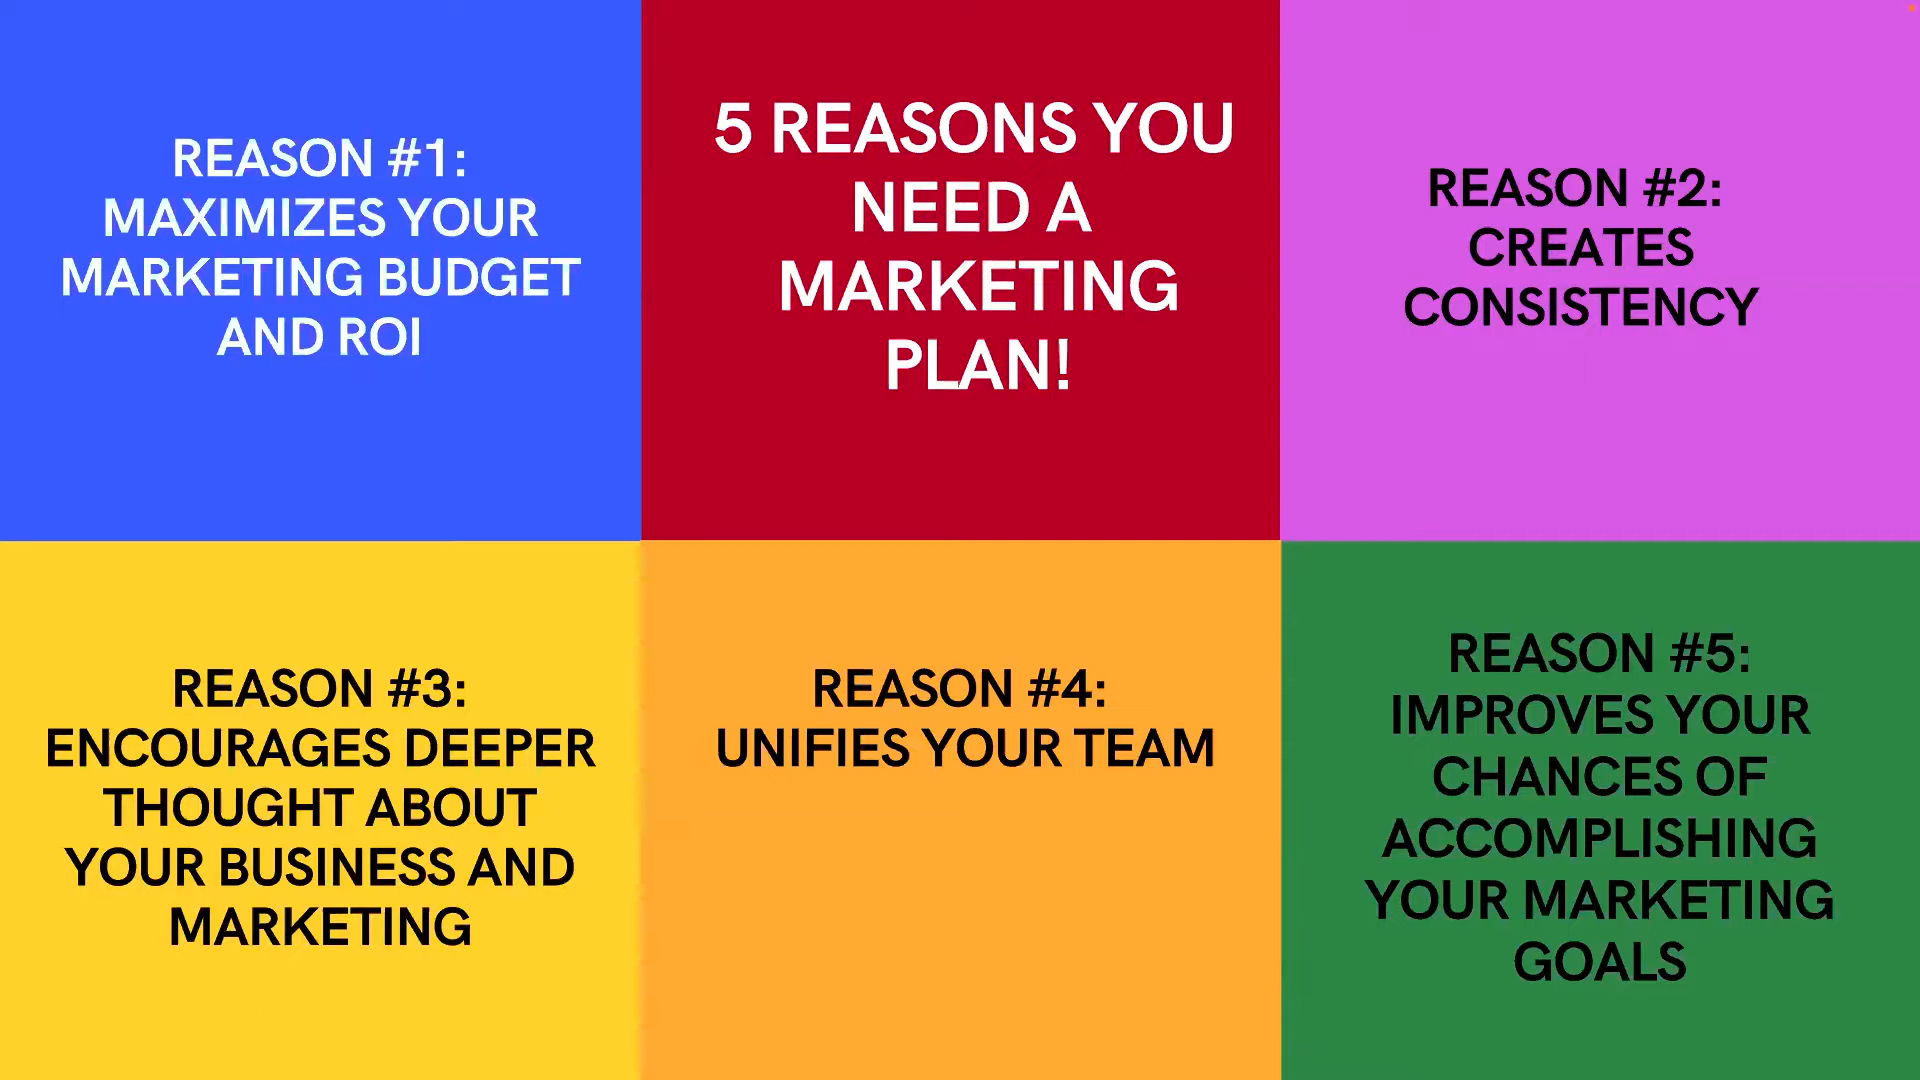 REASON #1:
MAXIMIZES YOUR
MARKETING BUDGET
AND ROI
5 REASONS YOU
NEED A
MARKETING
PLAN!
REASON #2:
CREATES
CONSISTENCY
REASON #3:
ENCOURAGES DEEPER
THOUGHT ABOUT
YOUR BUSINESS AND
MARKETING
REASON #4:
UNIFIES YOUR TEAM
REASON #5:
IMPROVES YOUR
CHANCES OF
ACCOMPLISHING
YOUR MARKETING
GOALS